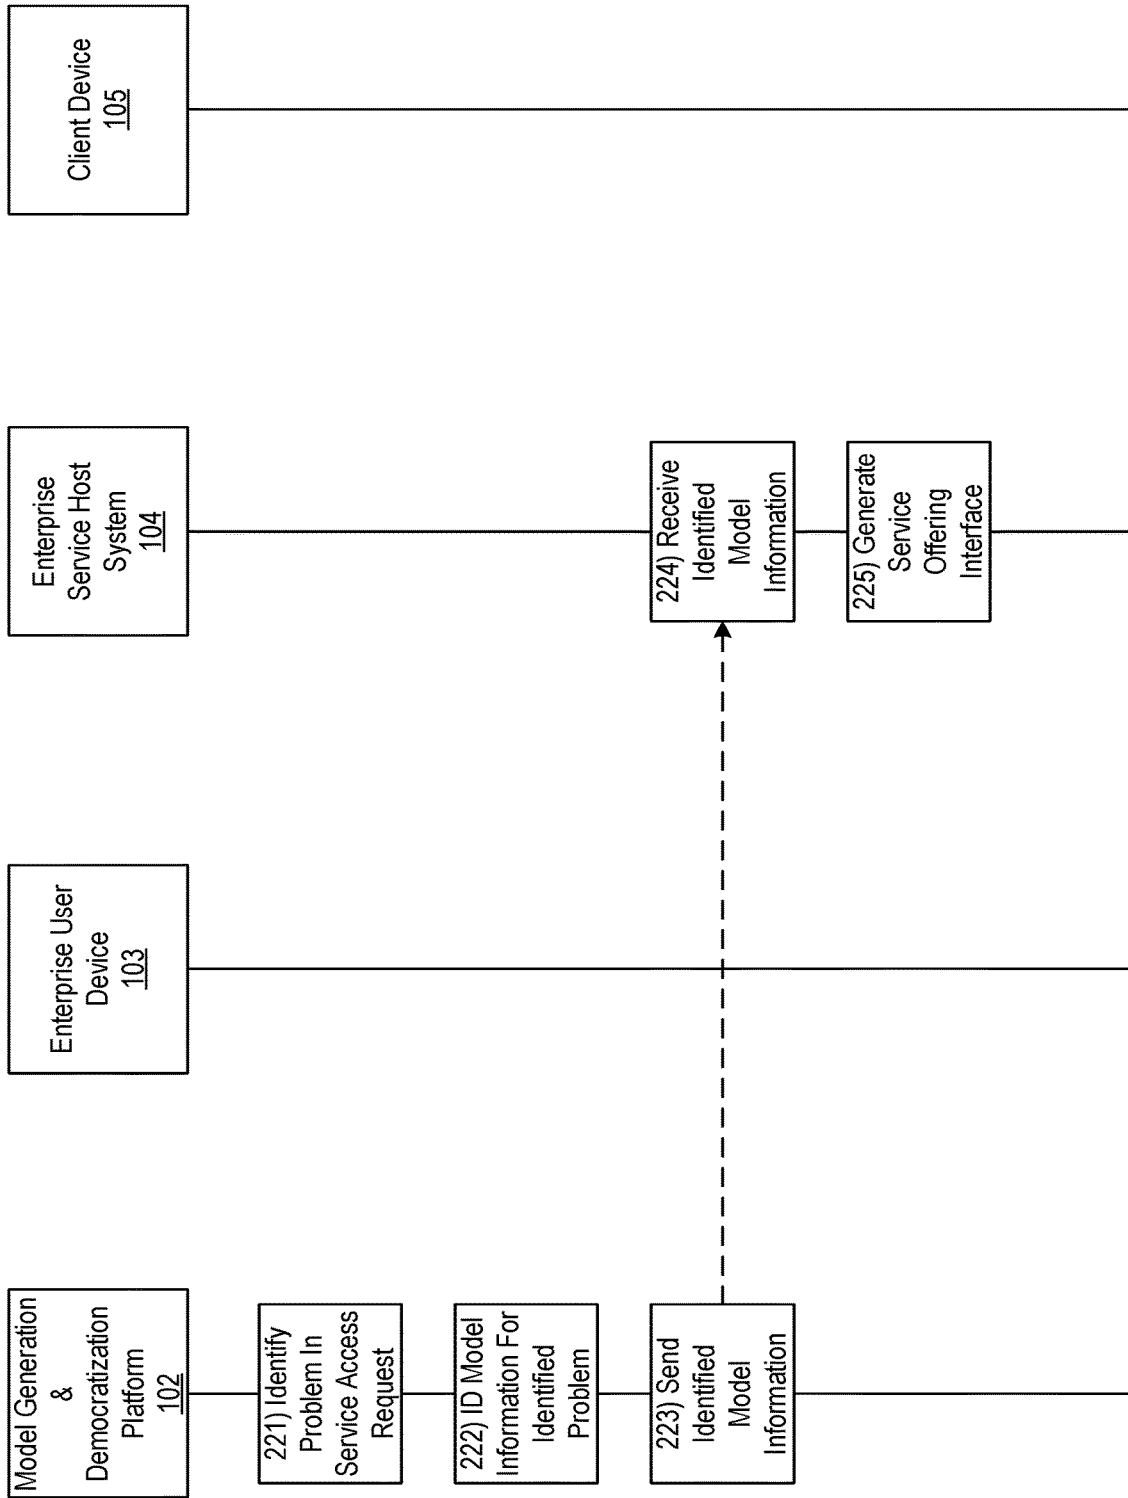 Model Generation
&
Democratization
Platform
102
Enterprise User
Device
103
Enterprise
Service Host
System
104
Client Device
105
221) Identify
Problem In
Service Access
Request
222) ID Model
Information For
Identified
Problem
223) Send
Identified
Model
Information
224) Receive
Identified
Model
Information
225) Generate
Service
Offering
Interface